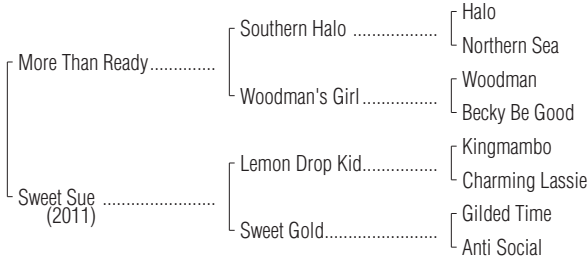 Halo
Southern Halo ..................
Northern Sea
More Than Ready..............
Woodman
Woodman's Girl ................
Becky Be Good
Kingmambo
Lemon Drop Kid................
Charming Lassie
Sweet Sue ........................
(2011)
Gilded Time
Sweet Gold........................
Anti Social